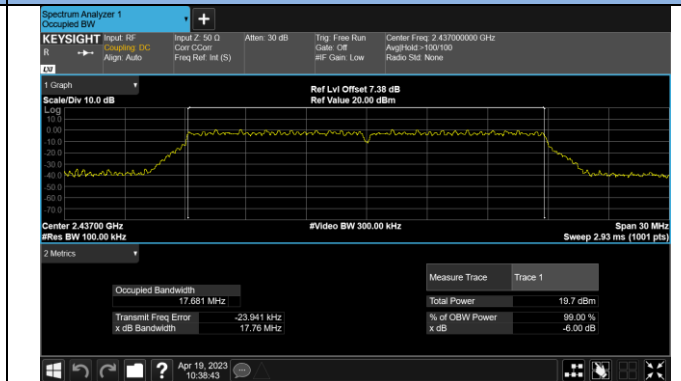 Spectrum Analyzer 1
Occupied BW
+
KEYSIGHT Input: RF Input Z: 50 Ω Atten: 30 dB Trig: Free Run Center Freq: 2.437000000 GHz
R Coupling: DC Corr CCorr Gate: Off Avg|Hold:>100/100
Align: Auto Freq Ref: Int (S) #IF Gain: Low Radio Std: None
LXI
1 Graph Ref Lvl Offset 7.38 dB
Scale/Div 10.0 dB Ref Value 20.00 dBm
Log
10.0
0.00
-10.0
-20.0
-30.0
-40.0
-50.0
-60.0
-70.0
Center 2.43700 GHz #Video BW 300.00 kHz Span 30 MHz
#Res BW 100.00 kHz Sweep 2.93 ms (1001 pts)
2 Metrics
Measure Trace Trace 1
Occupied Bandwidth
17.681 MHz Total Power 19.7 dBm
Transmit Freq Error -23.941 kHz % of OBW Power 99.00 %
x dB Bandwidth 17.76 MHz x dB -6.00 dB
? Apr 19, 2023
10:38:43